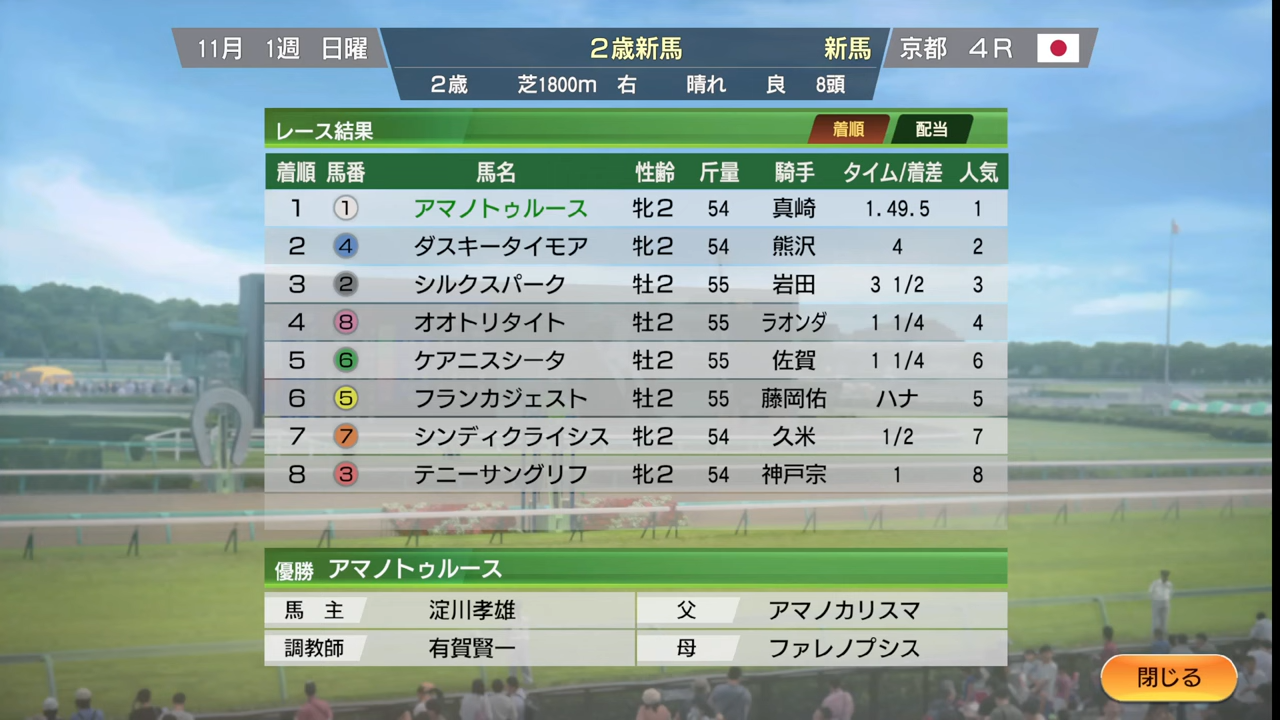 11月 1週 日曜 2歳新馬 新馬 京都 4R
2歳 芝1800m 右 晴れ 良 8頭
レース結果 着順 配当
着順 馬番 馬名 性齢 斤量 騎手 タイム/着差 人気
1 1 アマノトゥルース 牝2 54 真崎 1.49.5 1
2 4 ダスキータイモア 牝2 54 熊沢 4 2
3 2 シルクスパーク 牡2 55 岩田 3 1/2 3
4 8 オオトリタイト 牡2 55 ラオンダ 1 1/4 4
5 6 ケアニスシータ 牡2 55 佐賀 1 1/4 6
6 5 フランカジェスト 牡2 55 藤岡佑 ハナ 5
7 7 シンディクライシス 牝2 54 久米 1/2 7
8 3 テニーサングリフ 牝2 54 神戸宗 1 8
優勝 アマノトゥルース
馬主 淀川孝雄 父 アマノカリスマ
調教師 有賀賢一 母 ファレノプシス
閉じる